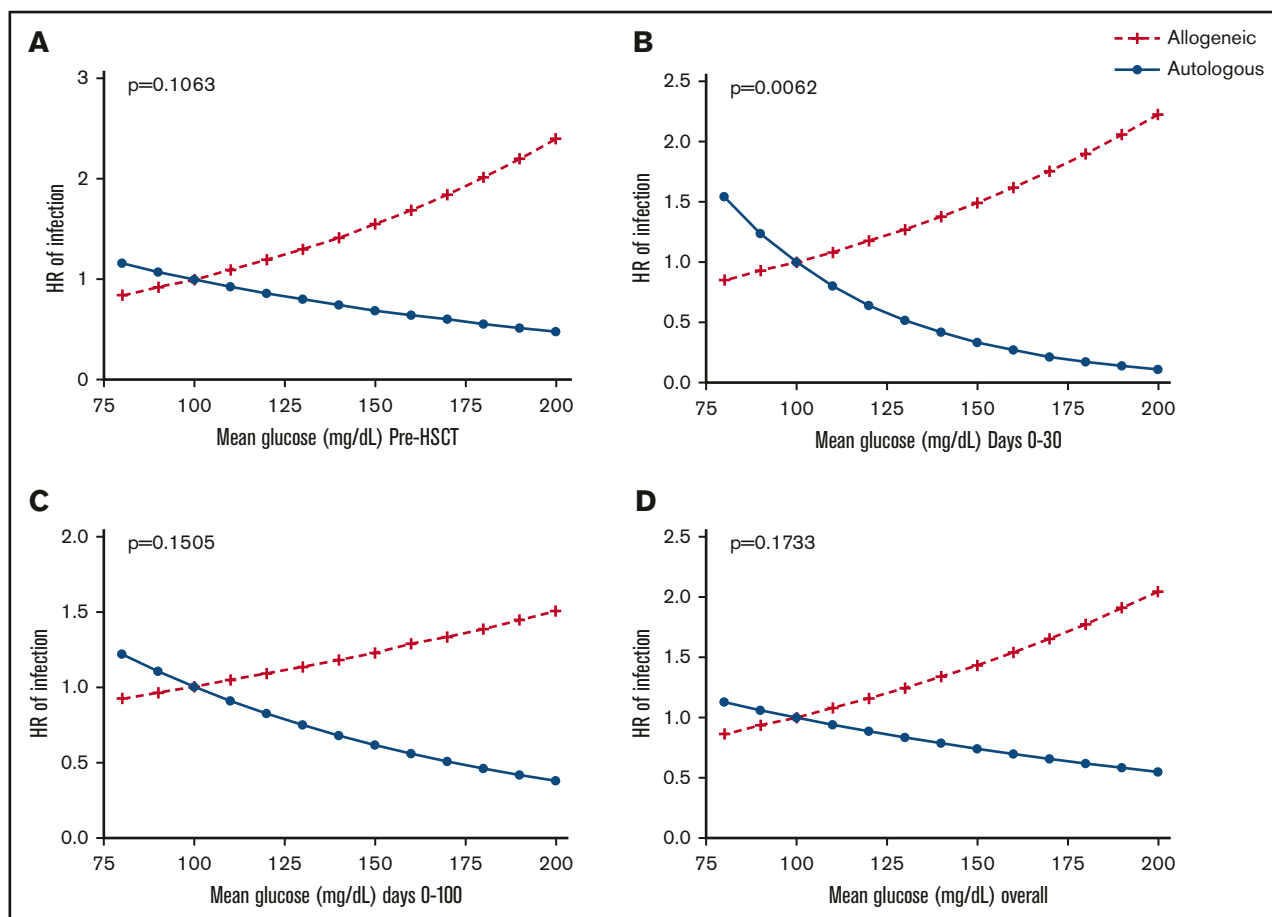 A
p=0.1063
3
2
1
0
HR of infection
75 100 125 150 175 200
Mean glucose (mg/dL) Pre-HSCT
B
Allogeneic
Autologous
p=0.0062
2.5
2.0
1.5
1.0
0.5
0.0
HR of infection
75 100 125 150 175 200
Mean glucose (mg/dL) Days 0-30
C
p=0.1505
2.0
1.5
1.0
0.5
0.0
HR of infection
75 100 125 150 175 200
Mean glucose (mg/dL) days 0-100
D
p=0.1733
2.5
2.0
1.5
1.0
0.5
0.0
HR of infection
75 100 125 150 175 200
Mean glucose (mg/dL) overall